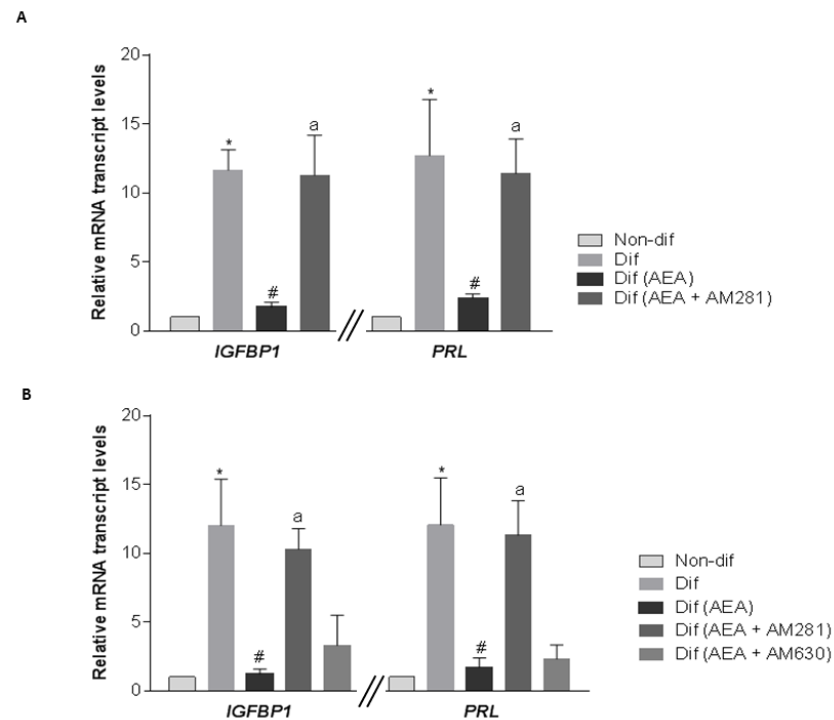 A
Relative mRNA transcript levels
20
15
10
5
0
*
#
a
*
#
a
IGFBP1
//
PRL
Non-dif
Dif
Dif (AEA)
Dif (AEA + AM281)
B
Relative mRNA transcript levels
20
15
10
5
0
*
#
a
*
#
a
IGFBP1
//
PRL
Non-dif
Dif
Dif (AEA)
Dif (AEA + AM281)
Dif (AEA + AM630)